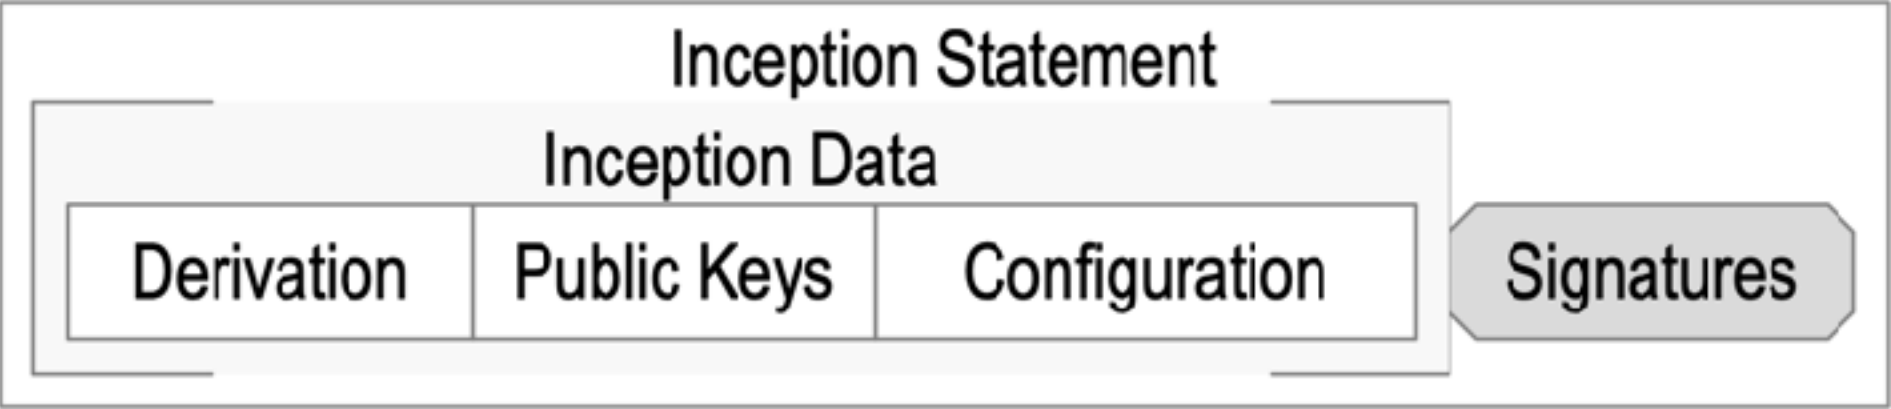 Inception Statement
Inception Data
Derivation Public Keys Configuration Signatures